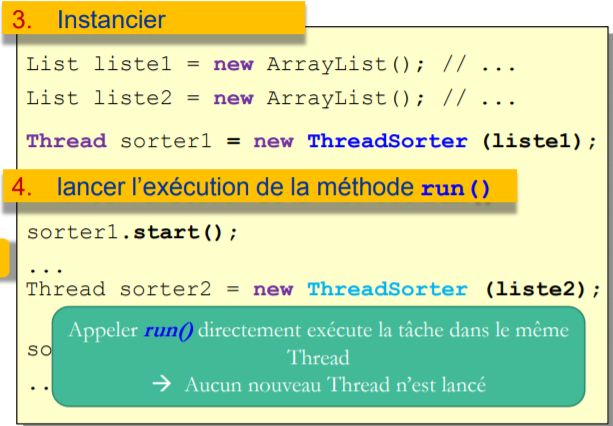 3. Instancier
List liste1 = new ArrayList(); // ...
List liste2 = new ArrayList(); // ...
Thread sorter1 = new ThreadSorter (liste1);
4. lancer l'exécution de la méthode run()
sorter1.start();
...
Thread sorter2 = new ThreadSorter (liste2);
Appeler run() directement exécute la tâche dans le même
so
Thread
→ Aucun nouveau Thread n'est lancé
..